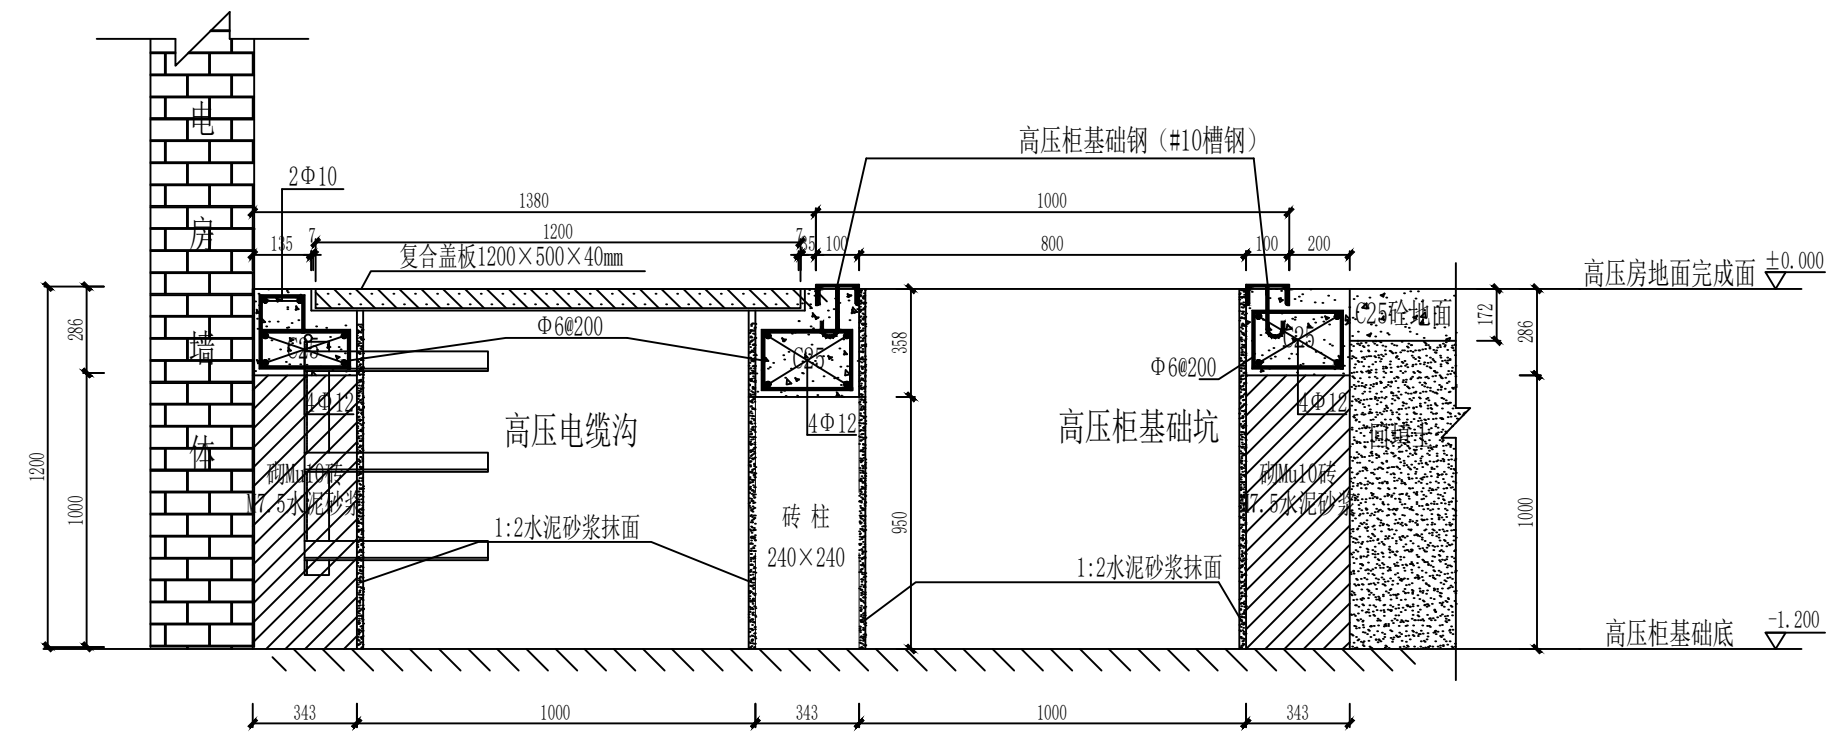 高压柜基础钢（#10槽钢）
2Φ10
1380
1000
7
1200
7
135
35
100
800
100
200
复合盖板1200×500×40mm
高压房地面完成面
±0.000
电
房
墙
体
Φ6@200
C25
C25
C25
C25砼地面
172
286
286
358
Φ6@200
4Φ12
4Φ12
4Φ12
高压电缆沟
高压柜基础坑
回填土
1200
1000
950
1000
砌Mu10砖
M7.5水泥砂浆
砌Mu10砖
M7.5水泥砂浆
砖 柱
240×240
1:2水泥砂浆抹面
1:2水泥砂浆抹面
高压柜基础底
-1.200
343
1000
343
1000
343